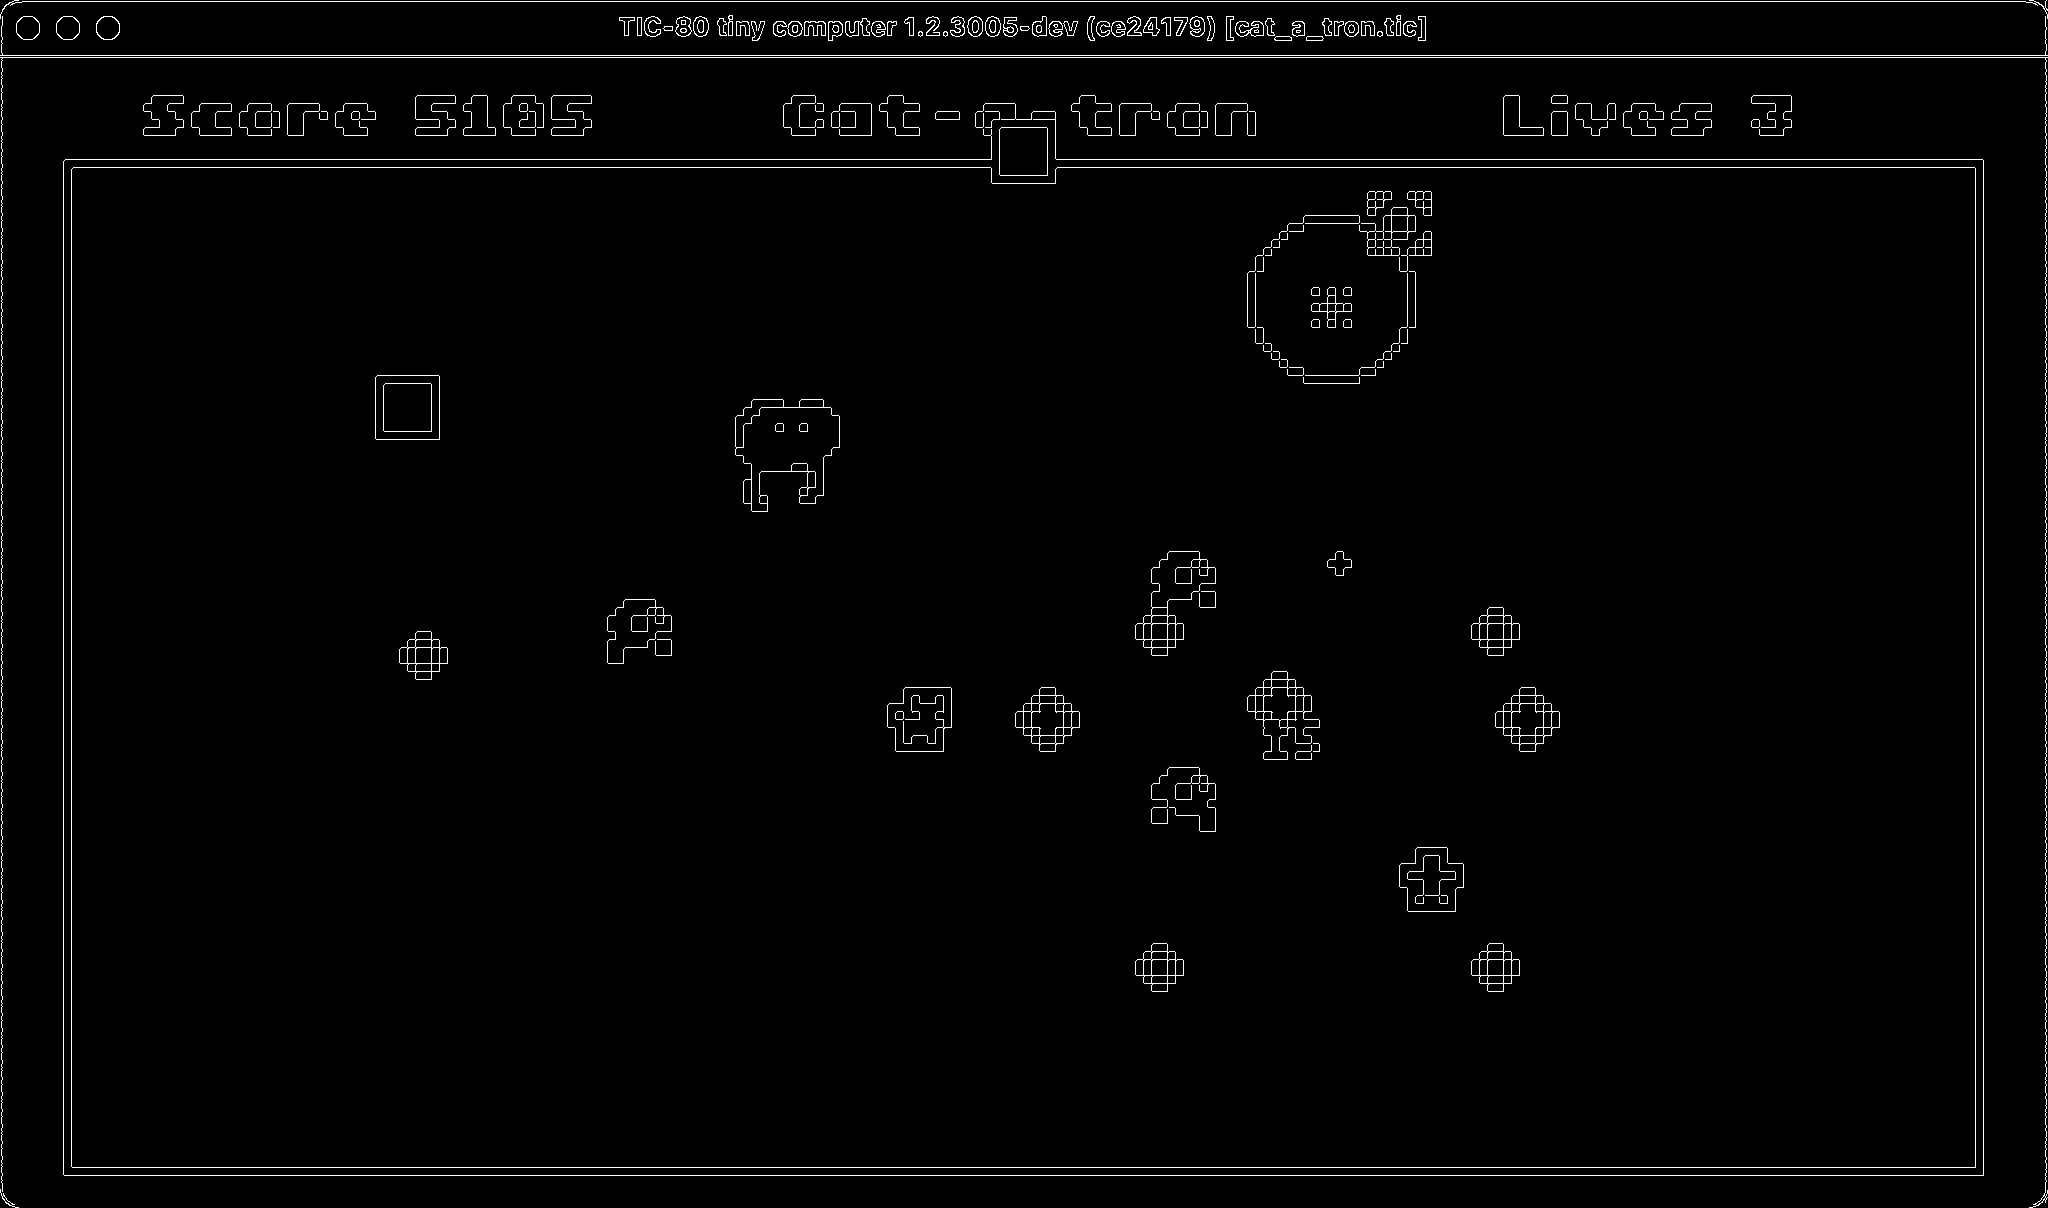 TIC-80 tiny computer 1.2.3005-dev (ce24179) [cat_a_tron.tic]
Score 5105 Cat-a-tron Lives 3